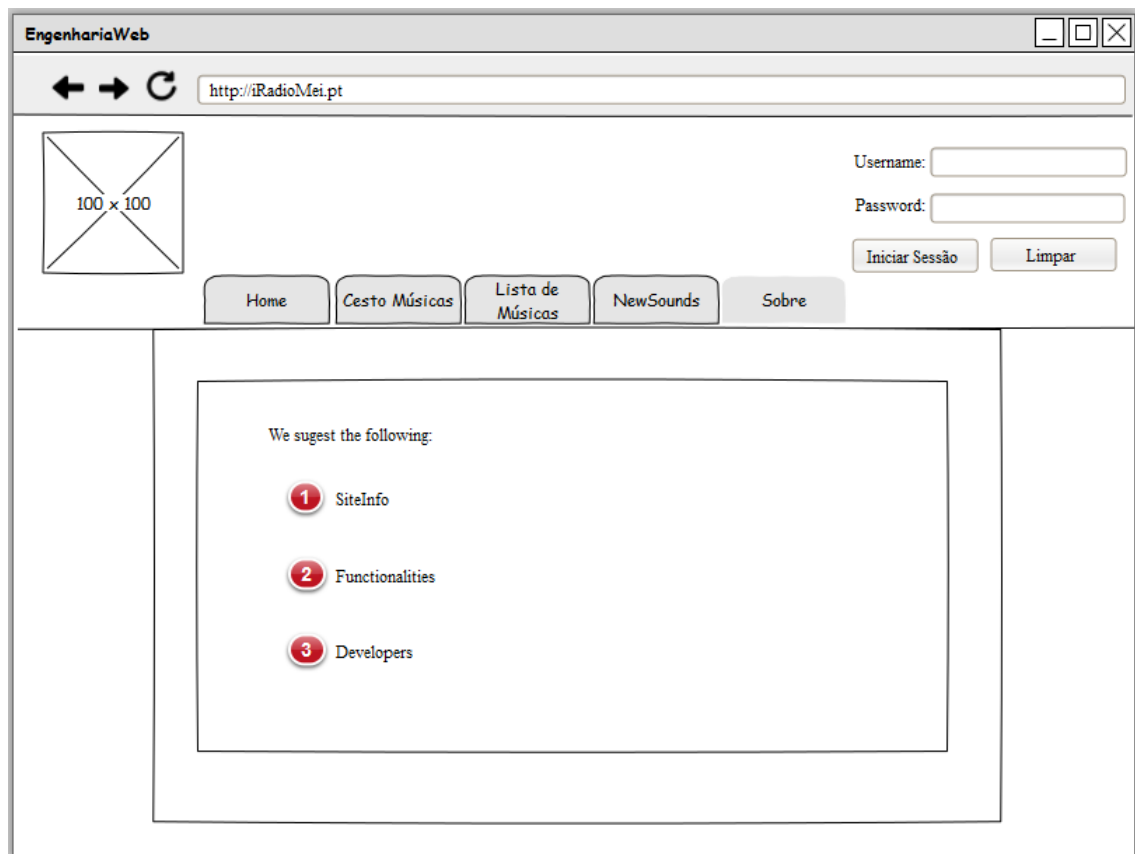 EngenhariaWeb
http://iRadioMei.pt
100 x 100
Username:
Password:
Iniciar Sessão
Limpar
Home
Cesto Músicas
Lista de
Músicas
NewSounds
Sobre
We sugest the following:
1 SiteInfo
2 Functionalities
3 Developers